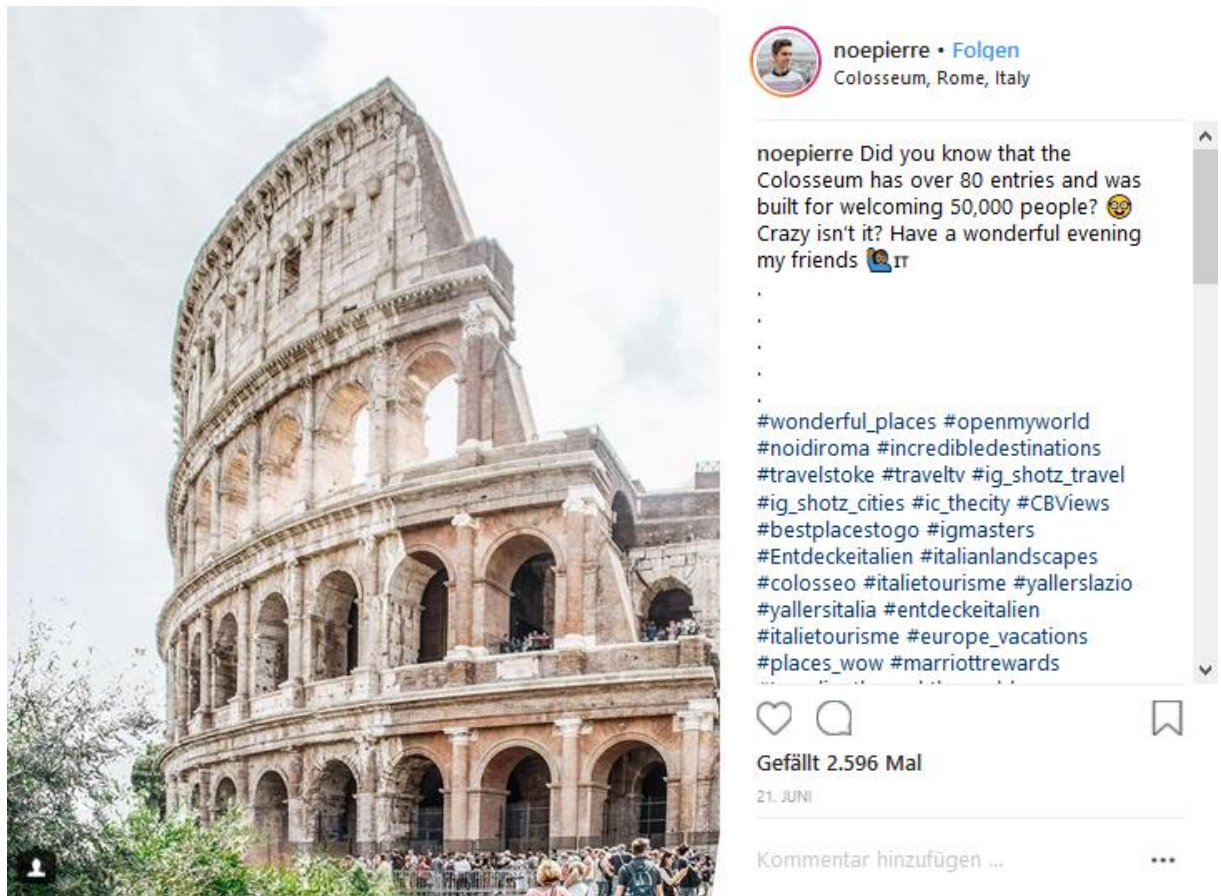 noepierre • Folgen
Colosseum, Rome, Italy
noepierre Did you know that the
Colosseum has over 80 entries and was
built for welcoming 50,000 people? 🤓
Crazy isn't it? Have a wonderful evening
my friends 🙋🏾‍♂️ IT
.
.
.
.
.
#wonderful_places #openmyworld
#noidiroma #incredibledestinations
#travelstoke #traveltv #ig_shotz_travel
#ig_shotz_cities #ic_thecity #CBViews
#bestplacestogo #igmasters
#Entdeckeitalien #italianlandscapes
#colosseo #italietourisme #yallerslazio
#yallersitalia #entdeckeitalien
#italietourisme #europe_vacations
#places_wow #marriottrewards
Gefällt 2.596 Mal
21. JUNI
Kommentar hinzufügen ...